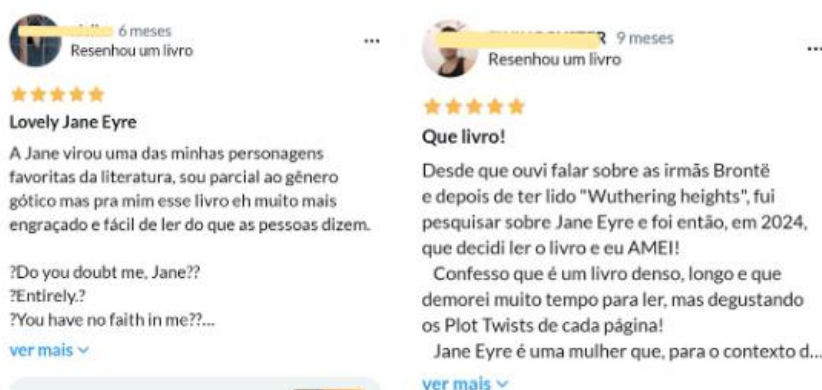 6 meses
Resenhou um livro
Lovely Jane Eyre
A Jane virou uma das minhas personagens
favoritas da literatura, sou parcial ao gênero
gótico mas pra mim esse livro eh muito mais
engraçado e fácil de ler do que as pessoas dizem.
?Do you doubt me, Jane??
?Entirely.?
?You have no faith in me??...
ver mais
9 meses
Resenhou um livro
Que livro!
Desde que ouvi falar sobre as irmãs Brontë
e depois de ter lido "Wuthering heights", fui
pesquisar sobre Jane Eyre e foi então, em 2024,
que decidi ler o livro e eu AMEI!
Confesso que é um livro denso, longo e que
demorei muito tempo para ler, mas degustando
os Plot Twists de cada página!
Jane Eyre é uma mulher que, para o contexto d...
ver mais